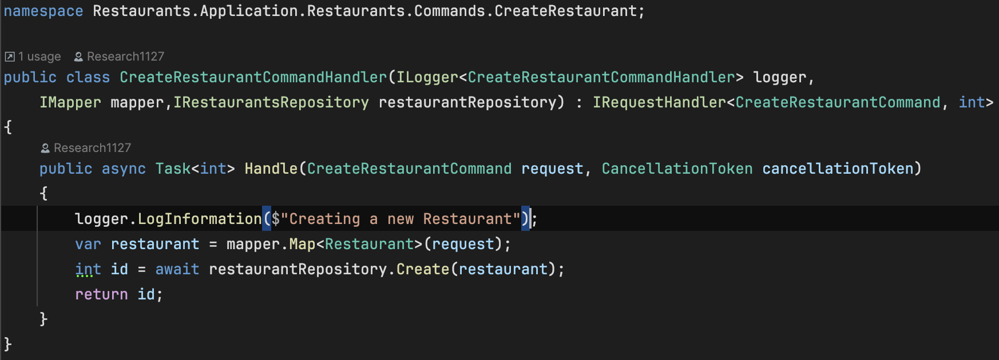 namespace Restaurants.Application.Restaurants.Commands.CreateRestaurant;
1 usage Research1127
public class CreateRestaurantCommandHandler(ILogger<CreateRestaurantCommandHandler> logger,
IMapper mapper,IRestaurantsRepository restaurantRepository) : IRequestHandler<CreateRestaurantCommand, int>
{
Research1127
public async Task<int> Handle(CreateRestaurantCommand request, CancellationToken cancellationToken)
{
logger.LogInformation($"Creating a new Restaurant");
var restaurant = mapper.Map<Restaurant>(request);
int id = await restaurantRepository.Create(restaurant);
return id;
}
}